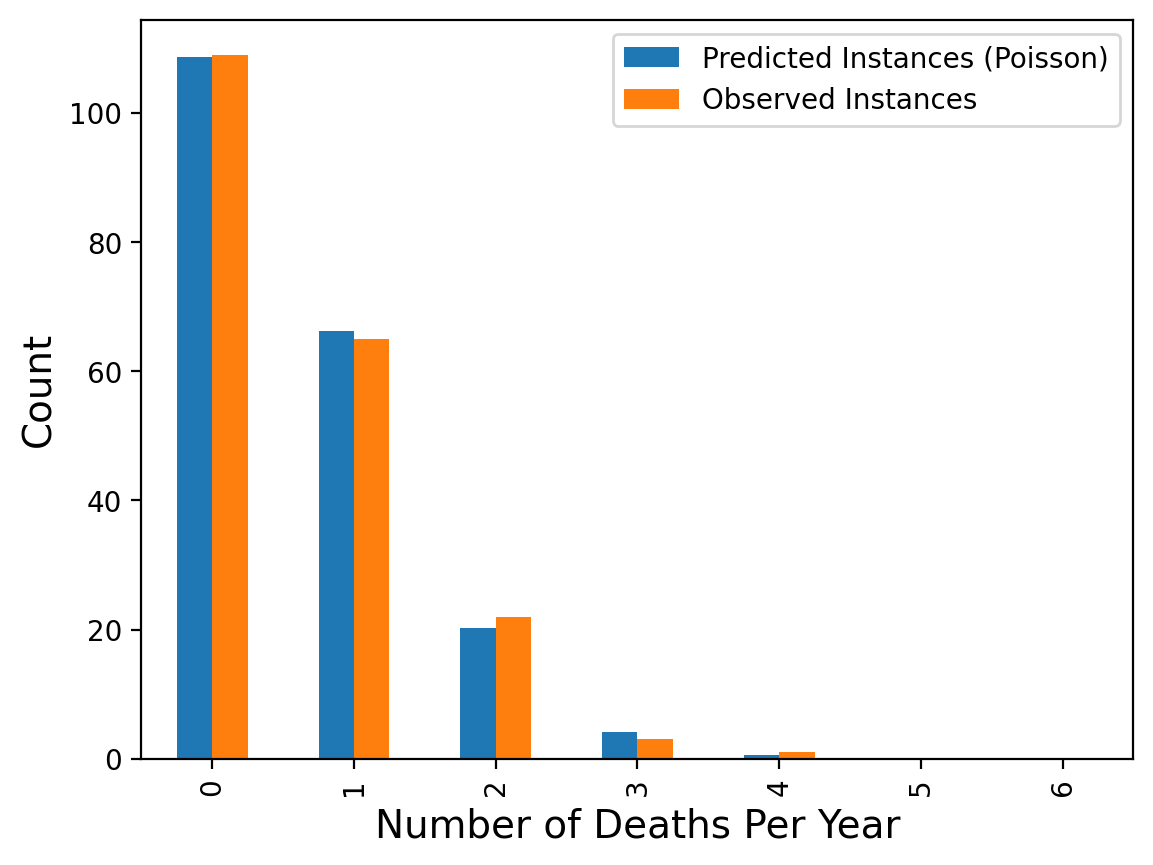 Predicted Instances (Poisson)
Observed Instances
100
80
60
40
20
0
Count
0 1 2 3 4 5 6
Number of Deaths Per Year